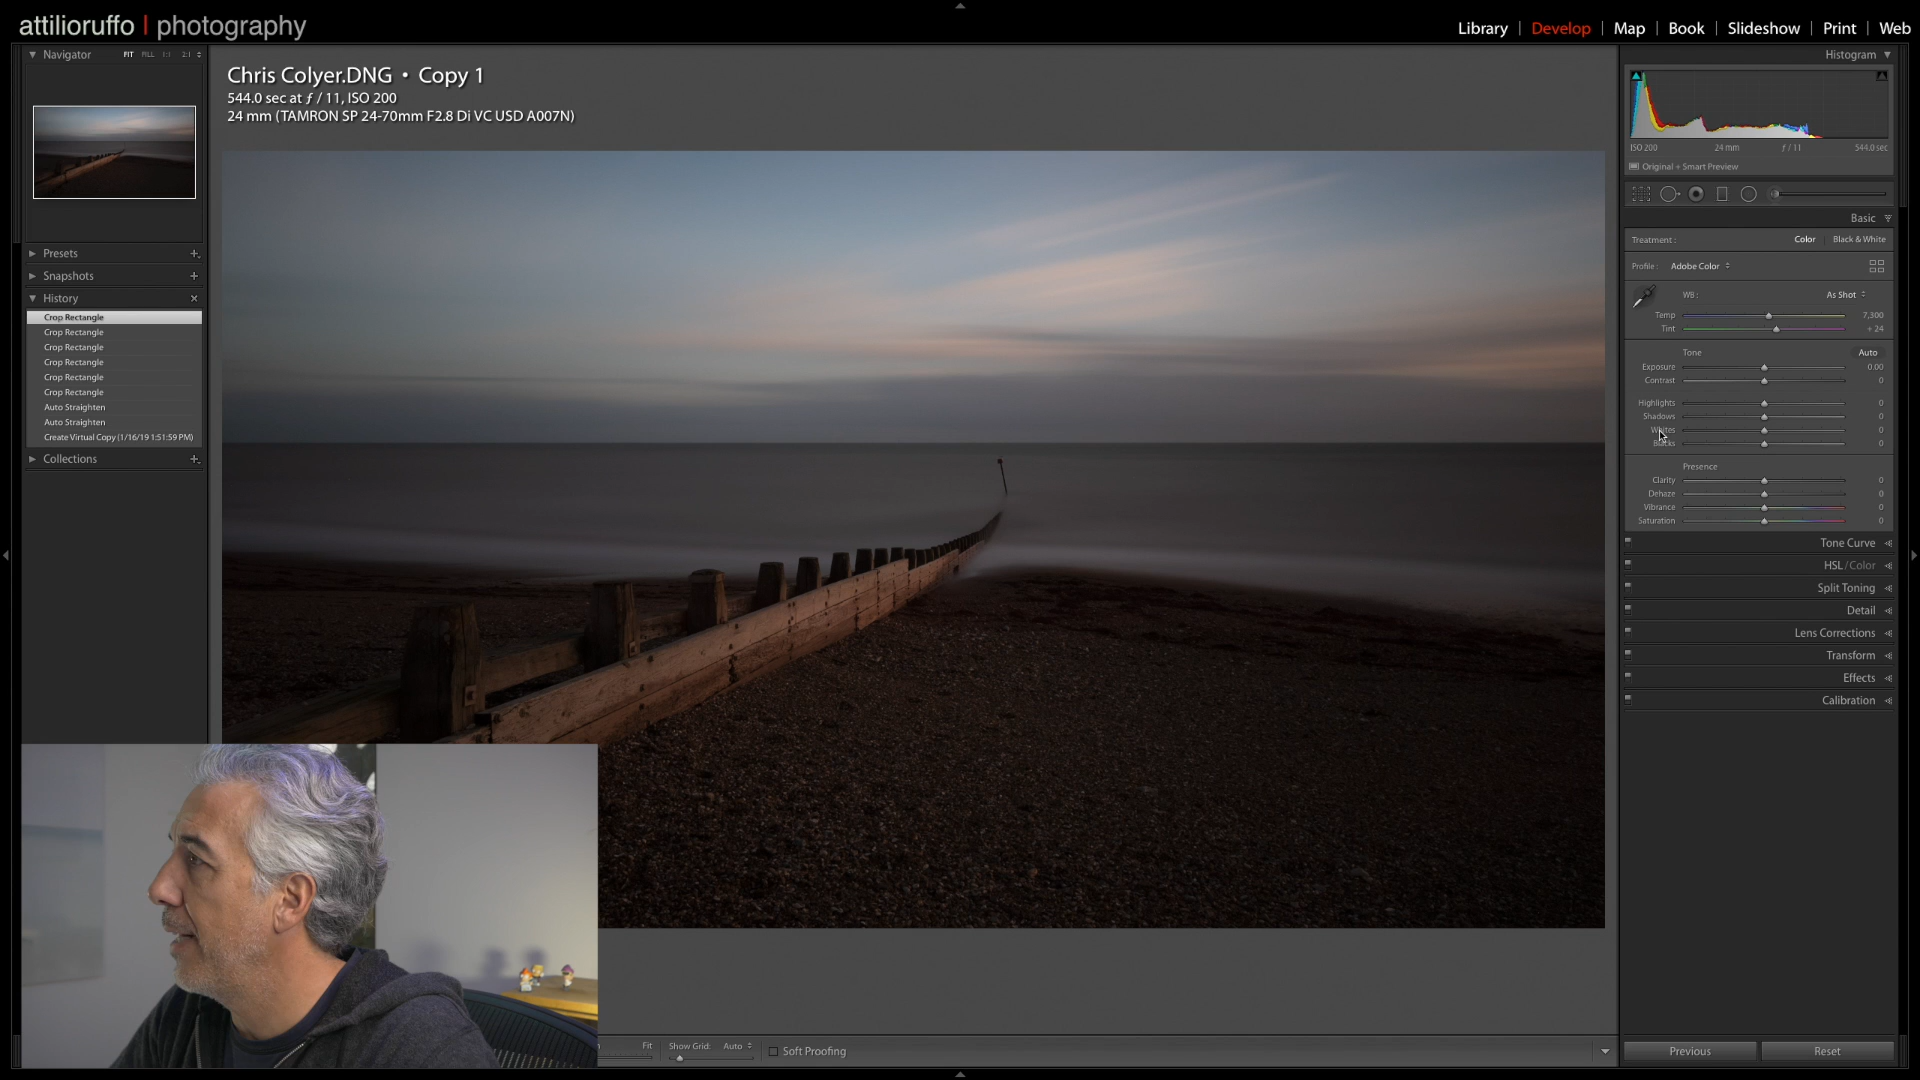 attilioruffo | photography
Library | Develop | Map | Book | Slideshow | Print | Web
Navigator FIT FILL 1:1 2:1
Presets
Snapshots
History
Crop Rectangle
Crop Rectangle
Crop Rectangle
Crop Rectangle
Crop Rectangle
Crop Rectangle
Auto Straighten
Auto Straighten
Create Virtual Copy (1/16/19 1:51:59 PM)
Collections
Chris Colyer.DNG • Copy 1
544.0 sec at ƒ / 11, ISO 200
24 mm (TAMRON SP 24-70mm F2.8 Di VC USD A007N)
Fit Show Grid: Auto Soft Proofing
Histogram
ISO 200 24 mm ƒ / 11 544.0 sec
Original + Smart Preview
Basic
Treatment : Color | Black & White
Profile : Adobe Color
WB : As Shot
Temp 7,300
Tint + 24
Tone Auto
Exposure 0.00
Contrast 0
Highlights 0
Shadows 0
Whites 0
Blacks 0
Presence
Clarity 0
Dehaze 0
Vibrance 0
Saturation 0
Tone Curve
HSL / Color
Split Toning
Detail
Lens Corrections
Transform
Effects
Calibration
Previous Reset